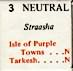 3 NEUTRAL
Straasha
Isle of Purple
Towns . . . N
Tarkesh. . . . . N